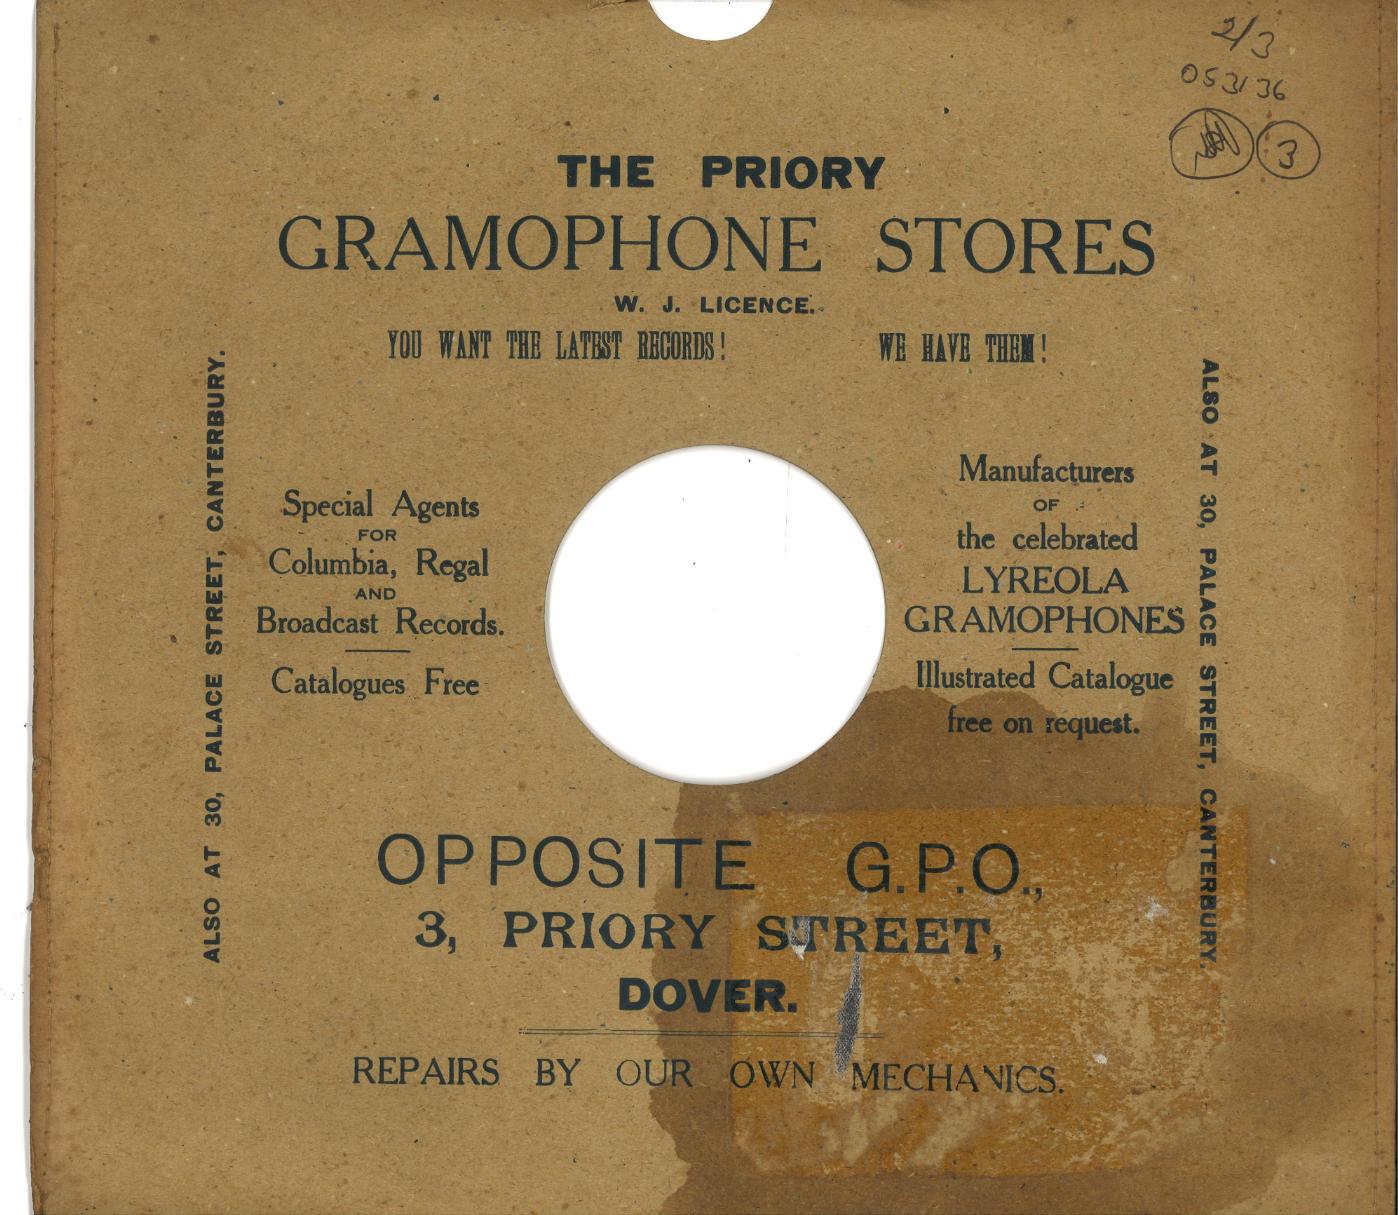 2/3
053136
3
THE PRIORY
GRAMOPHONE STORES
W. J. LICENCE.
YOU WANT THE LATEST RECORDS! WE HAVE THEM!
ALSO AT 30, PALACE STREET, CANTERBURY.
Special Agents
FOR
Columbia, Regal
AND
Broadcast Records.
Catalogues Free
Manufacturers
OF
the celebrated
LYREOLA
GRAMOPHONES
Illustrated Catalogue
free on request.
ALSO AT 30, PALACE STREET, CANTERBURY.
OPPOSITE G.P.O.,
3, PRIORY STREET,
DOVER.
REPAIRS BY OUR OWN MECHANICS.